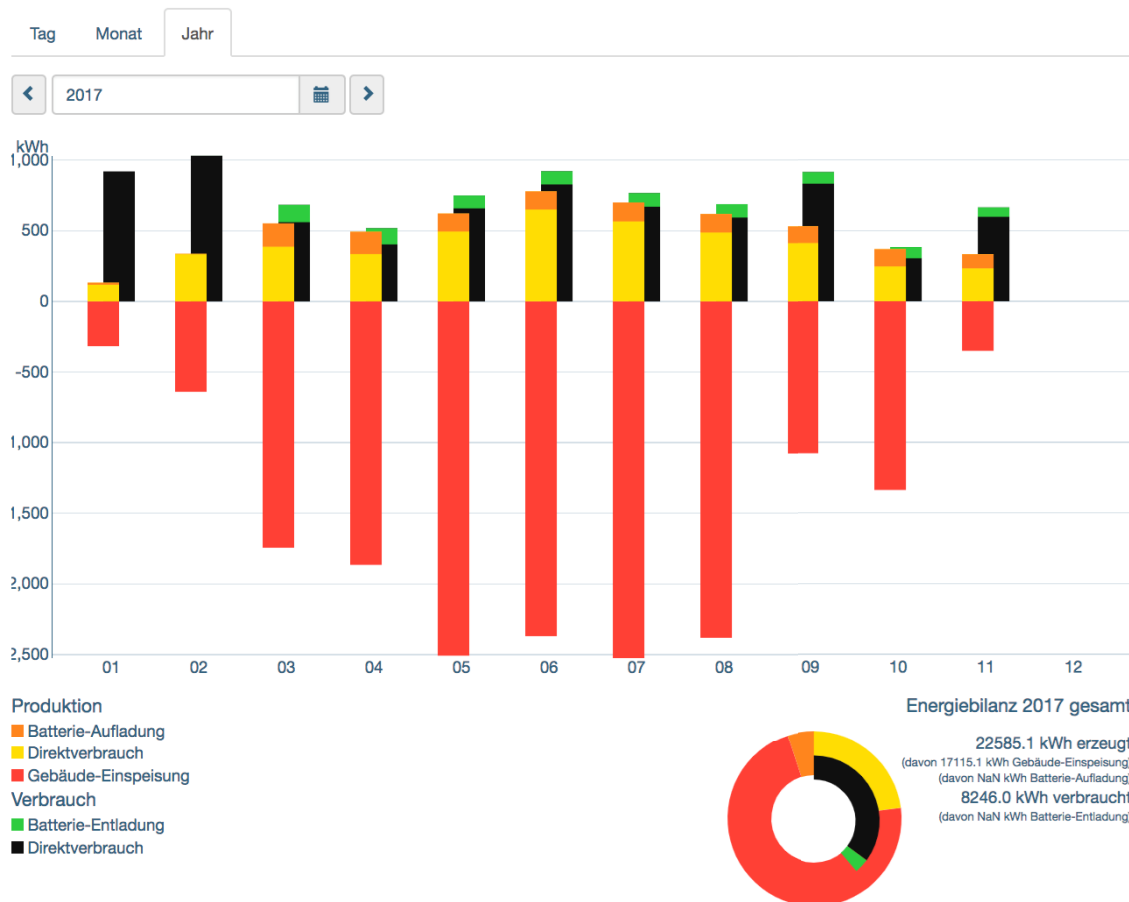 Tag Monat Jahr
2017
kWh
1,000
500
0
-500
1,000
1,500
2,000
2,500
01 02 03 04 05 06 07 08 09 10 11 12
Produktion
Batterie-Aufladung
Direktverbrauch
Gebäude-Einspeisung
Verbrauch
Batterie-Entladung
Direktverbrauch
Energiebilanz 2017 gesamt
22585.1 kWh erzeugt
(davon 17115.1 kWh Gebäude-Einspeisung)
(davon NaN kWh Batterie-Aufladung)
8246.0 kWh verbraucht
(davon NaN kWh Batterie-Entladung)